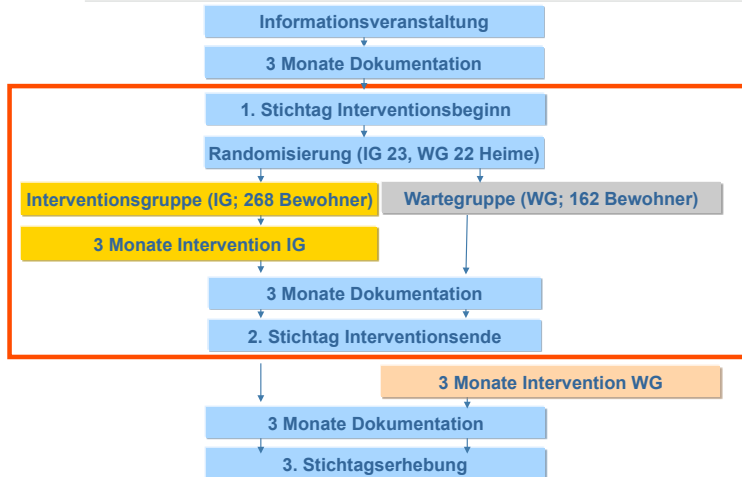 Informationsveranstaltung
3 Monate Dokumentation
1. Stichtag Interventionsbeginn
Randomisierung (IG 23, WG 22 Heime)
Interventionsgruppe (IG; 268 Bewohner)
Wartegruppe (WG; 162 Bewohner)
3 Monate Intervention IG
3 Monate Dokumentation
2. Stichtag Interventionsende
3 Monate Intervention WG
3 Monate Dokumentation
3. Stichtagserhebung